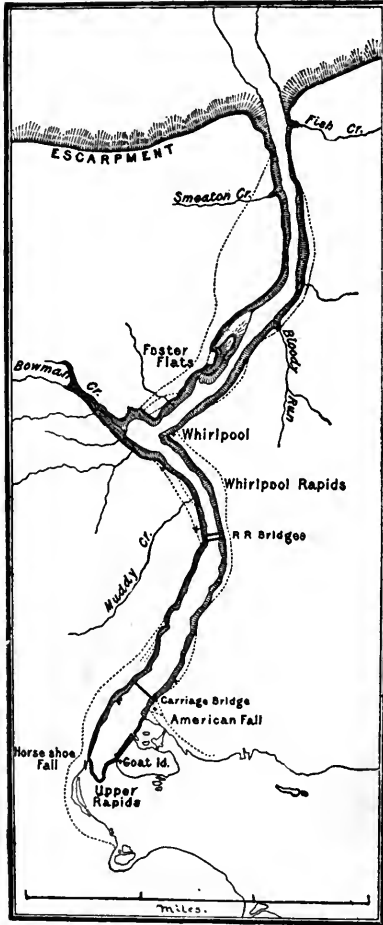 Fish Cr.
ESCARPMENT
Smeaton Cr.
Foster
Flats
Bloody Run
Bowman Cr.
Whirlpool
Whirlpool Rapids
R R Bridges
Muddy Cr.
Carriage Bridge
American Fall
Horse shoe
Fall
Goat Id.
Upper
Rapids
Miles.